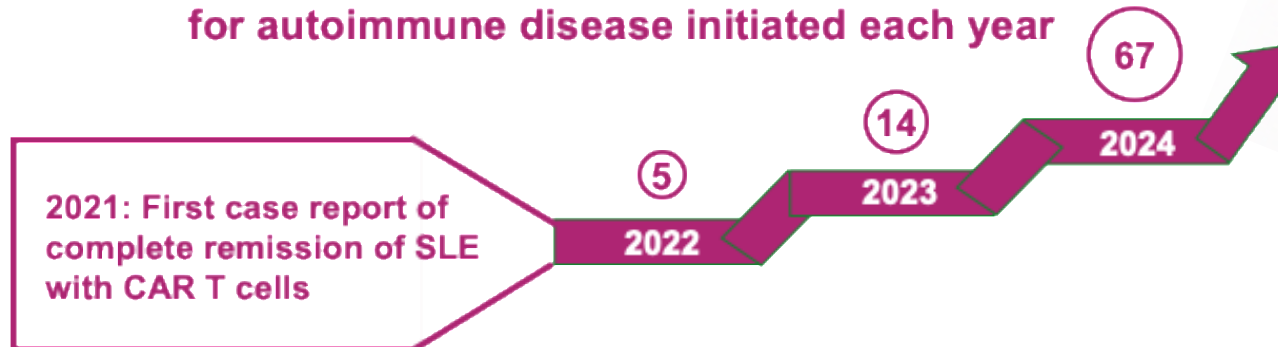 for autoimmune disease initiated each year
67
14
2024
5
2023
2021: First case report of
complete remission of SLE
with CAR T cells
2022